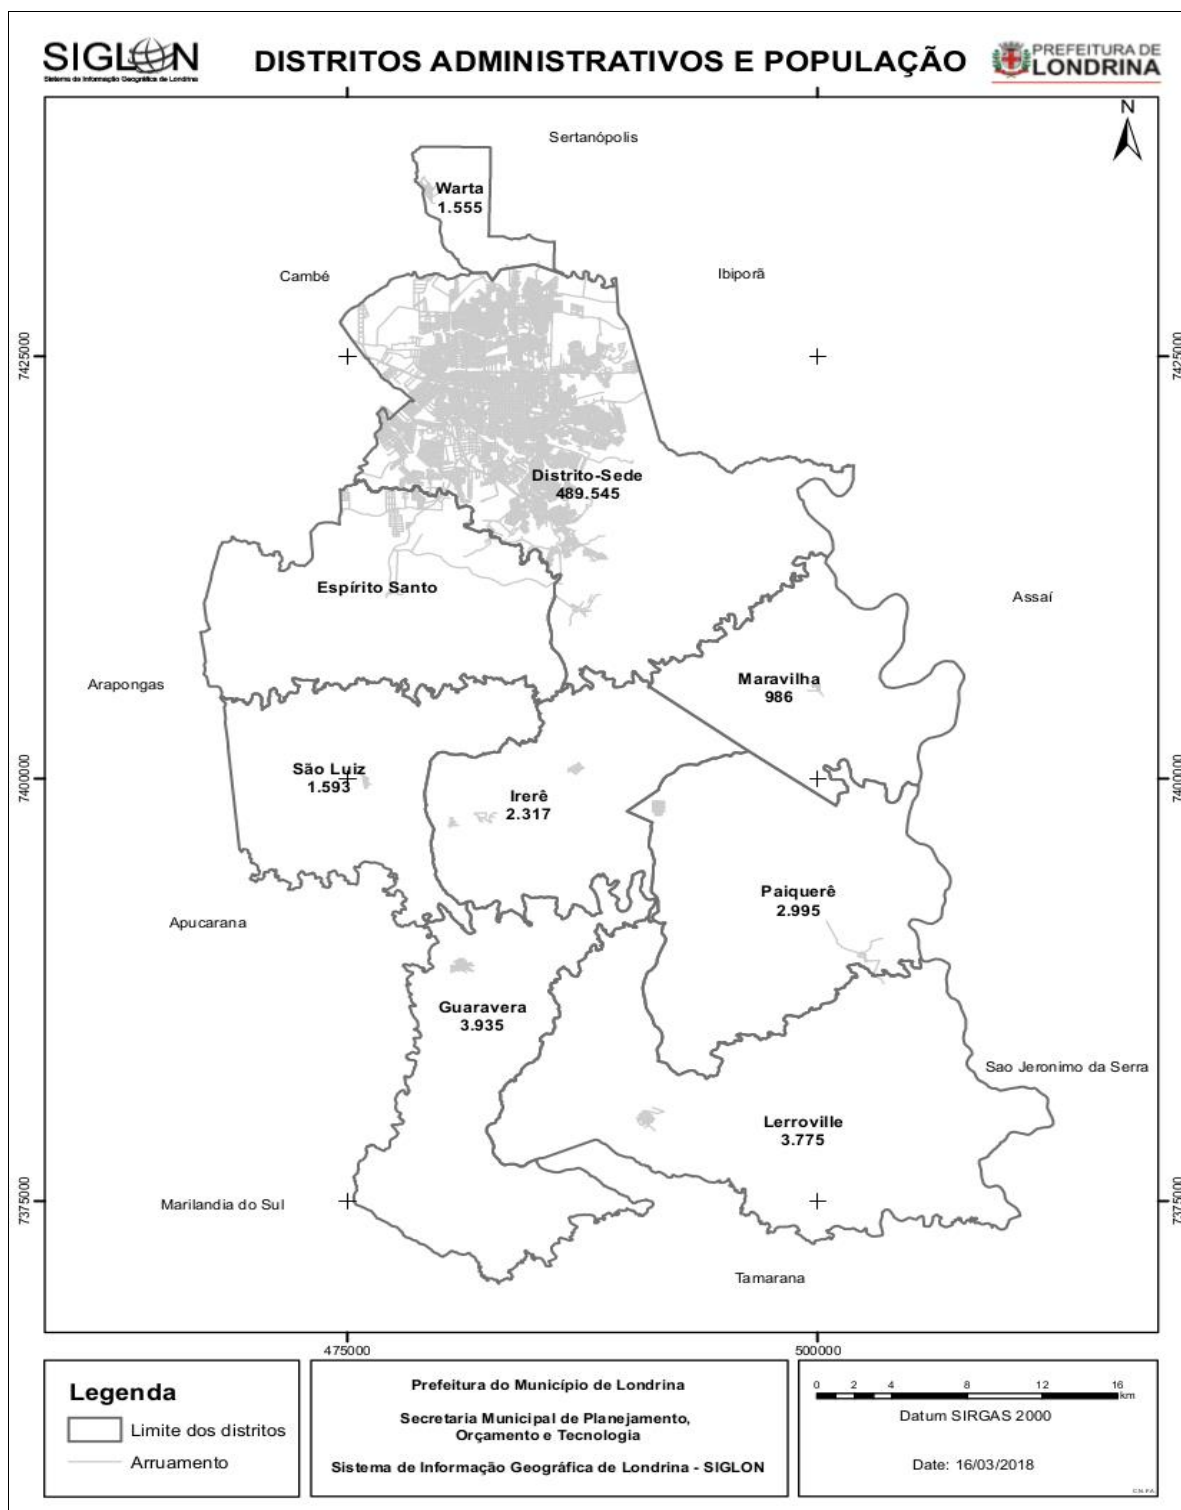 SIGLON
Sistema de Informação Geográfica de Londrina
DISTRITOS ADMINISTRATIVOS E POPULAÇÃO
PREFEITURA DE
LONDRINA
N
Sertanópolis
Warta
1.555
Cambé
Ibiporã
7425000
7425000
Distrito-Sede
489.545
Espírito Santo
Assaí
Arapongas
Maravilha
986
São Luiz
1.593
7400000
7400000
Irerê
2.317
Paiquerê
2.995
Apucarana
Guaravera
3.935
Sao Jeronimo da Serra
Lerroville
3.775
Marilandia do Sul
7375000
7375000
Tamarana
475000
500000
Legenda
Limite dos distritos
Arruamento
Prefeitura do Município de Londrina
Secretaria Municipal de Planejamento,
Orçamento e Tecnologia
Sistema de Informação Geográfica de Londrina - SIGLON
0 2 4 8 12 16
km
Datum SIRGAS 2000
Date: 16/03/2018